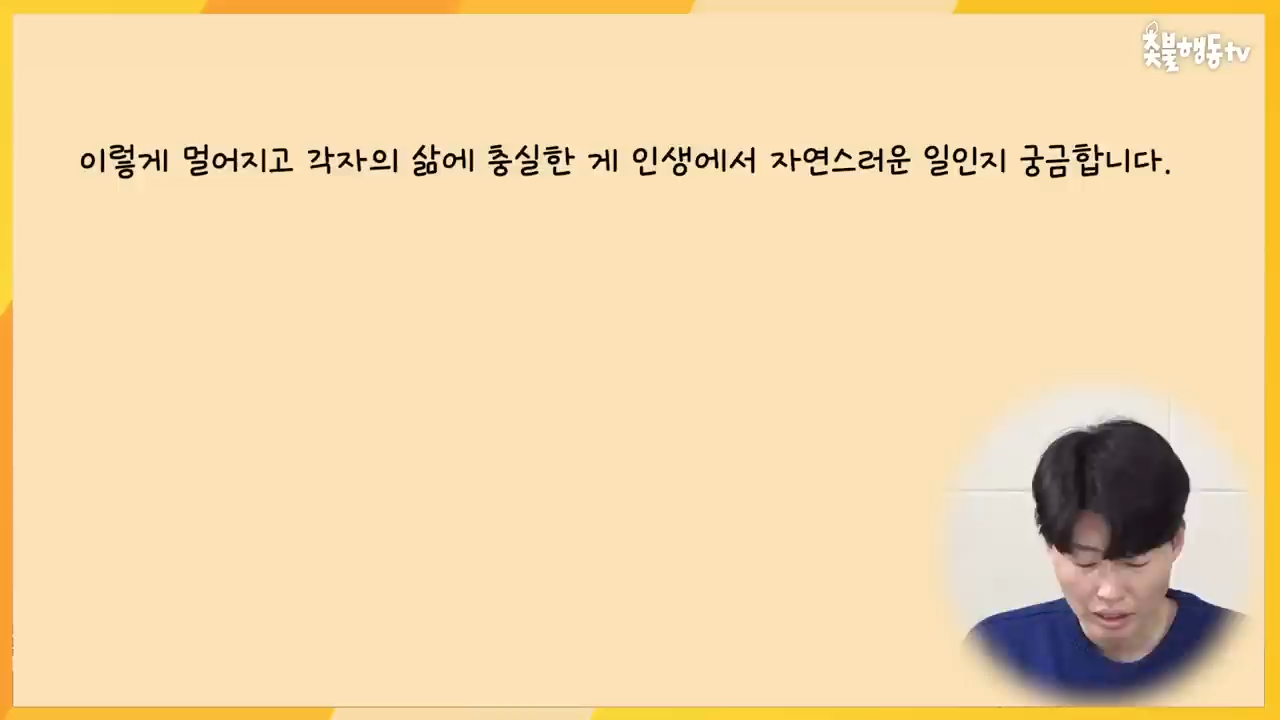 촛불행동tv
이렇게 멀어지고 각자의 삶에 충실한 게 인생에서 자연스러운 일인지 궁금합니다.